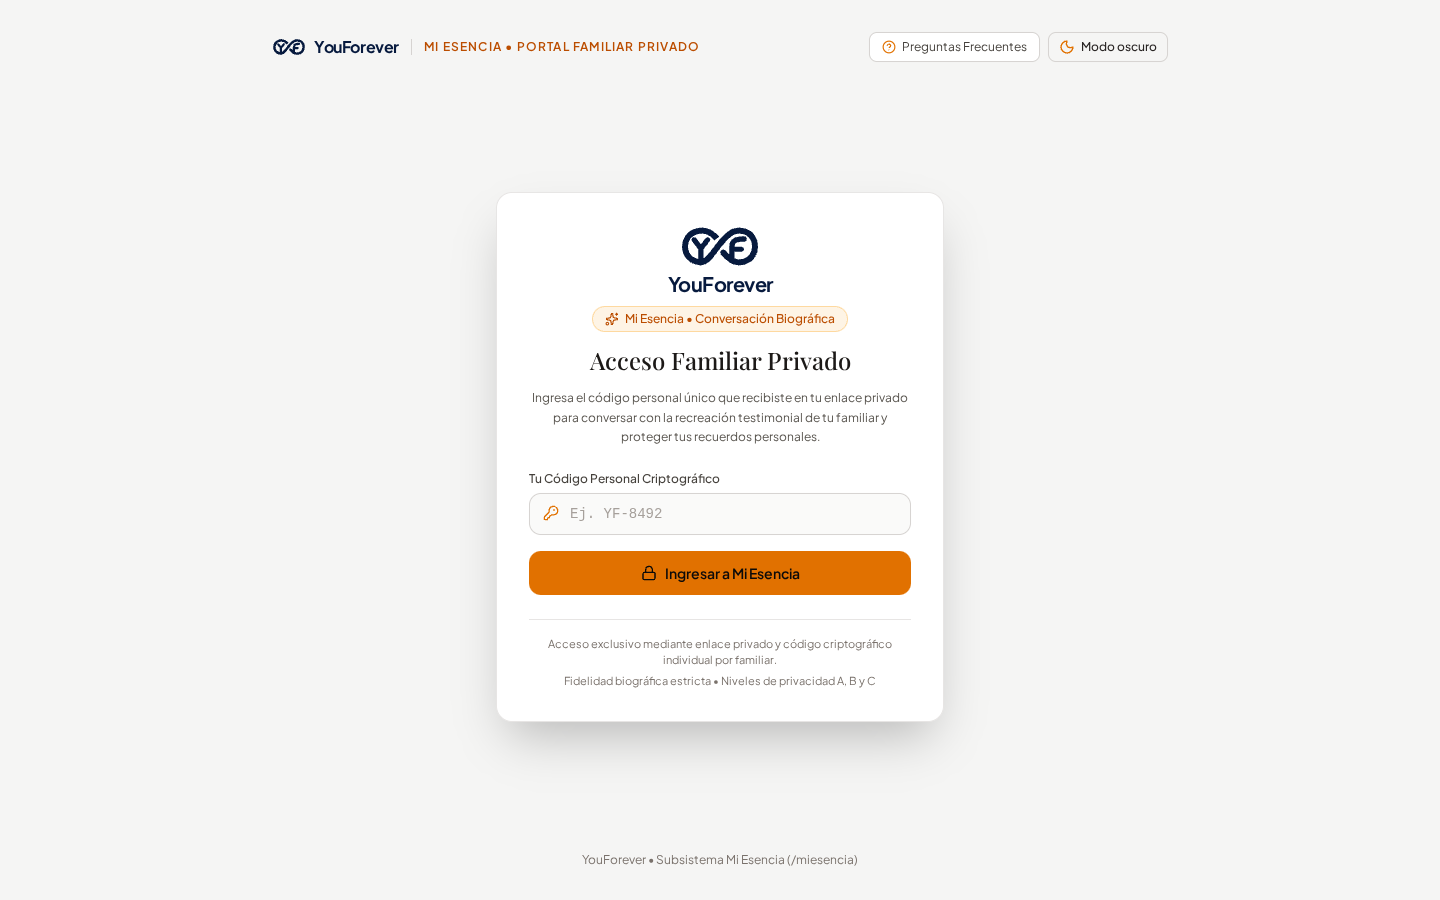 YouForever
MI ESENCIA • PORTAL FAMILIAR PRIVADO
Preguntas Frecuentes
Modo oscuro
YF
YouForever
Mi Esencia • Conversación Biográfica
Acceso Familiar Privado
Ingresa el código personal único que recibiste en tu enlace privado
para conversar con la recreación testimonial de tu familiar y
proteger tus recuerdos personales.
Tu Código Personal Criptográfico
Ej. YF-8492
Ingresar a Mi Esencia
Acceso exclusivo mediante enlace privado y código criptográfico
individual por familiar.
Fidelidad biográfica estricta • Niveles de privacidad A, B y C
YouForever • Subsistema Mi Esencia (/miesencia)